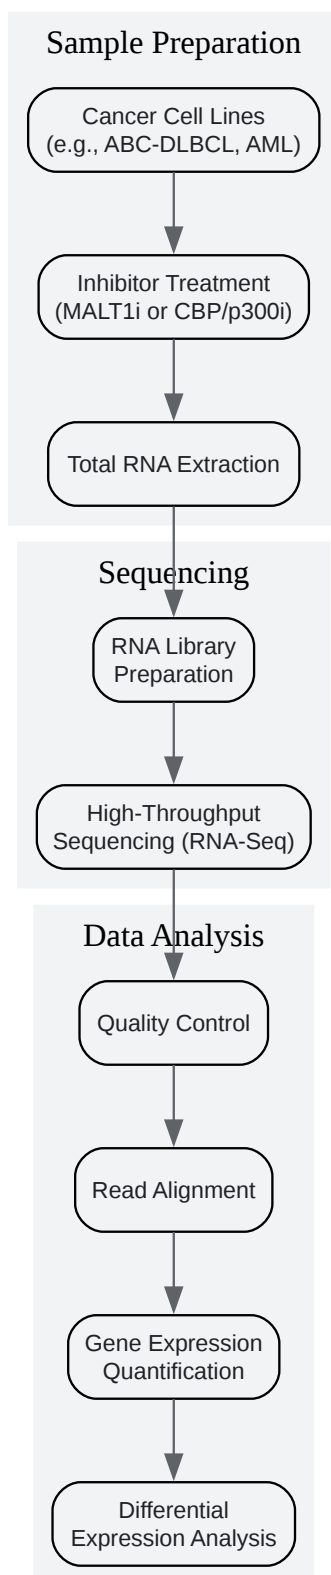 Sample Preparation
Cancer Cell Lines
(e.g., ABC-DLBCL, AML)
Inhibitor Treatment
(MALT1i or CBP/p300i)
Total RNA Extraction
Sequencing
RNA Library
Preparation
High-Throughput
Sequencing (RNA-Seq)
Data Analysis
Quality Control
Read Alignment
Gene Expression
Quantification
Differential
Expression Analysis